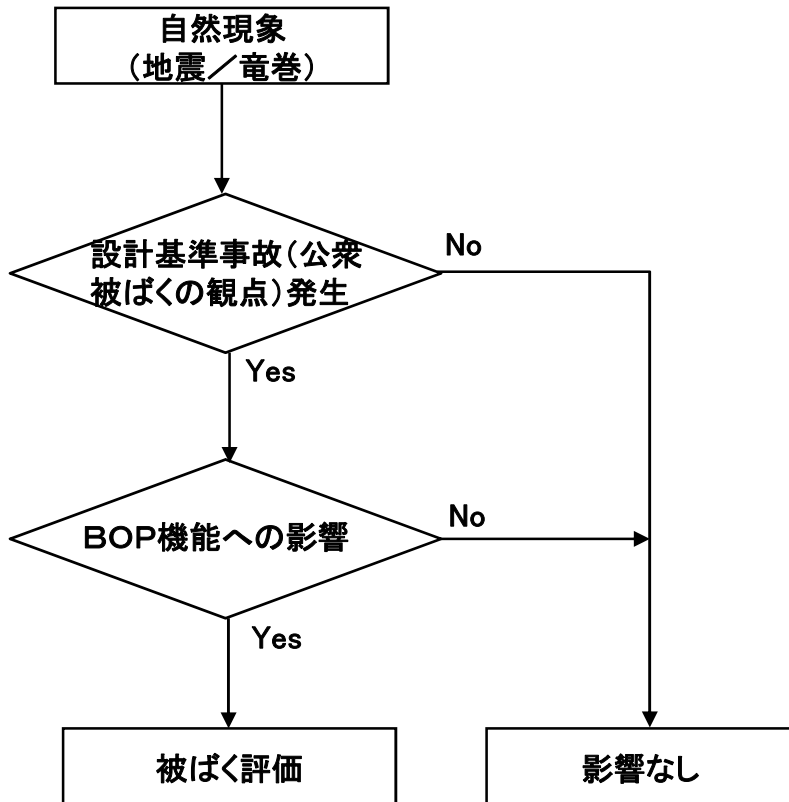 自然現象
（地震／竜巻）
設計基準事故（公衆
被ばくの観点）発生
No
Yes
ＢＯＰ機能への影響
No
Yes
被ばく評価
影響なし